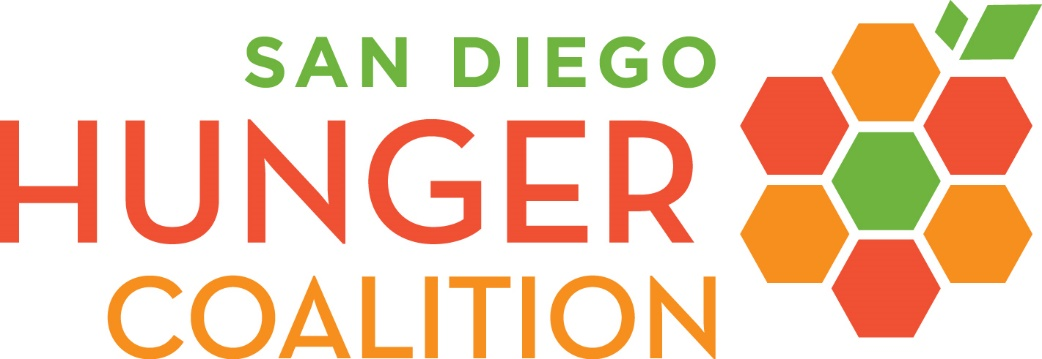 SAN DIEGO
HUNGER
COALITION